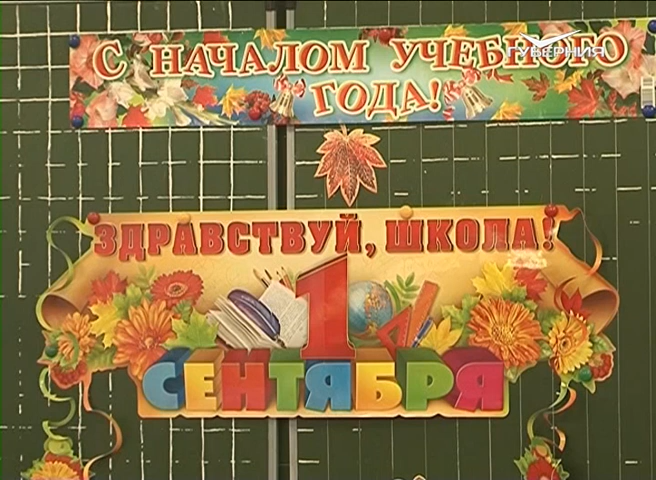 С НАЧАЛОМ УЧЕБНОГО
ГОДА!
ГУБЕРНИЯ
ЗДРАВСТВУЙ, ШКОЛА!
1
СЕНТЯБРЯ